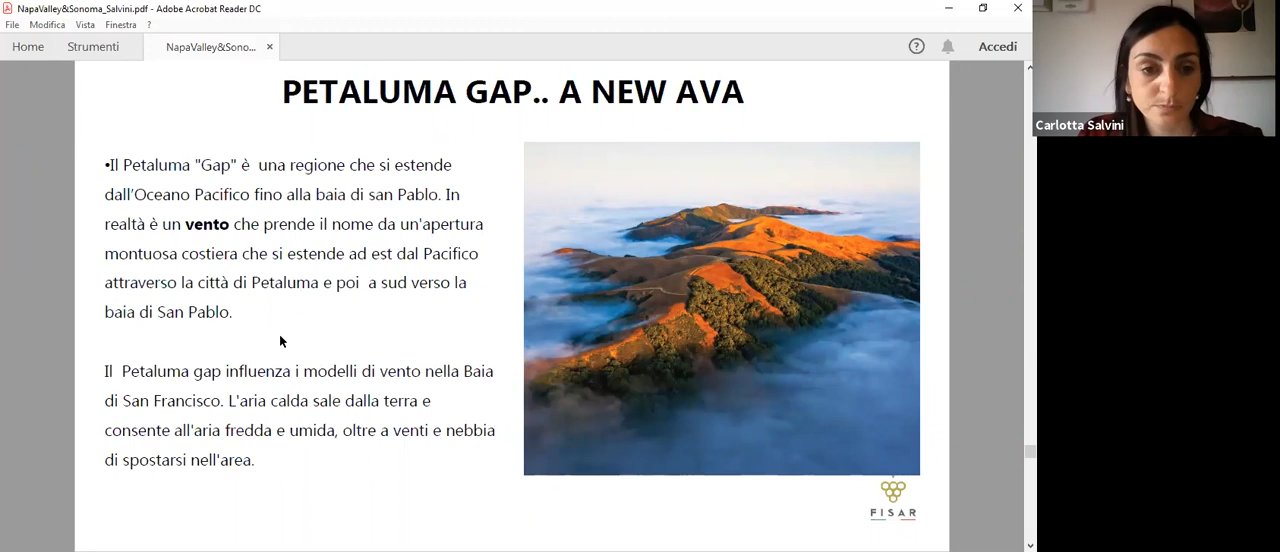 NapaValley&Sonoma_Salvini.pdf - Adobe Acrobat Reader DC
File Modifica Vista Finestra ?
Home Strumenti NapaValley&Sono... × ? Accedi
PETALUMA GAP.. A NEW AVA
•Il Petaluma "Gap" è una regione che si estende
dall'Oceano Pacifico fino alla baia di san Pablo. In
realtà è un vento che prende il nome da un'apertura
montuosa costiera che si estende ad est dal Pacifico
attraverso la città di Petaluma e poi a sud verso la
baia di San Pablo.
Il Petaluma gap influenza i modelli di vento nella Baia
di San Francisco. L'aria calda sale dalla terra e
consente all'aria fredda e umida, oltre a venti e nebbia
di spostarsi nell'area.
FISAR
Carlotta Salvini